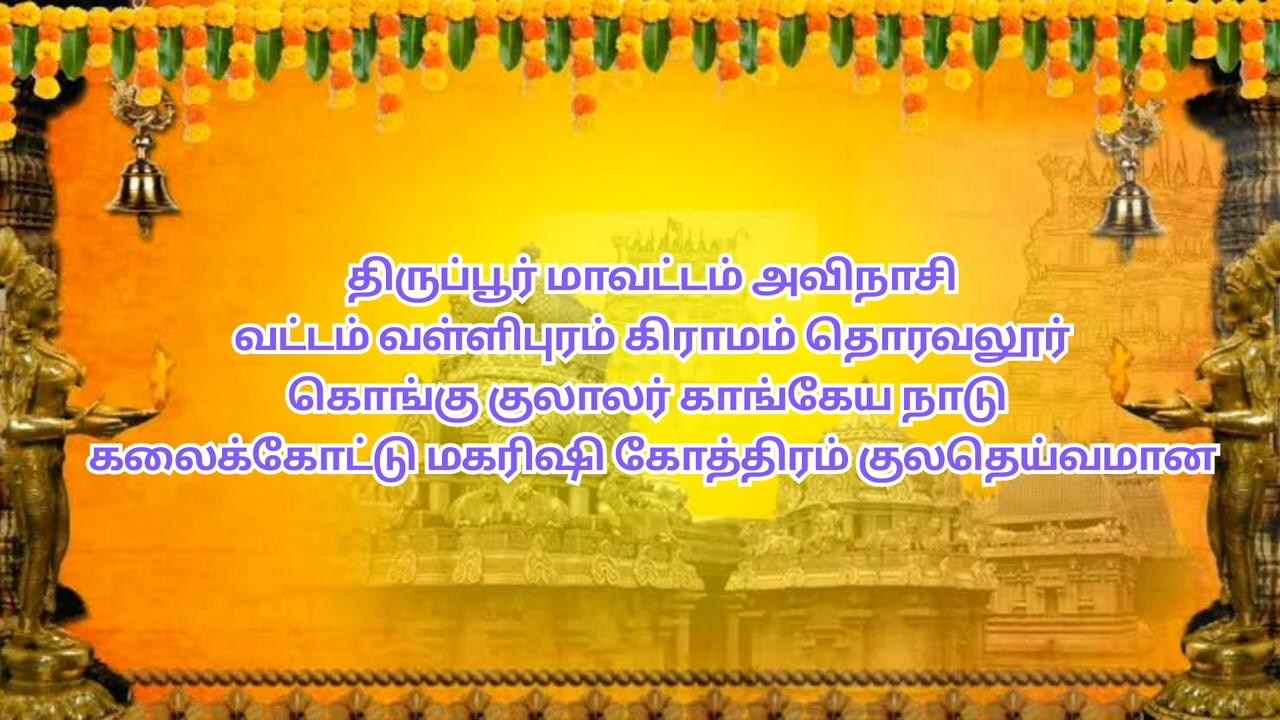 திருப்பூர் மாவட்டம் அவிநாசி
வட்டம் வள்ளிபுரம் கிராமம் தொரவலூர்
கொங்கு குலாலர் காங்கேய நாடு
கலைக்கோட்டு மகரிஷி கோத்திரம் குலதெய்வமான